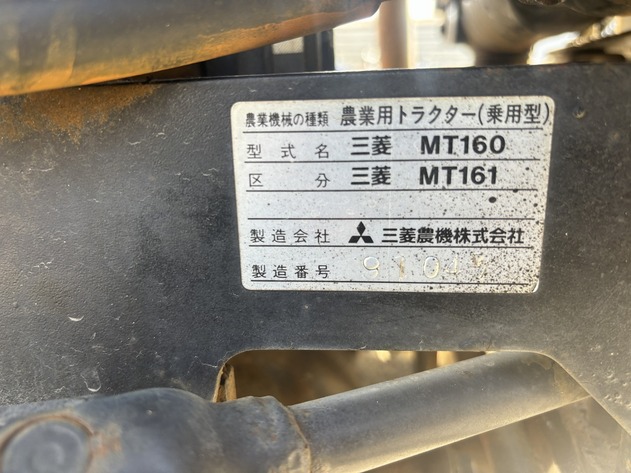 農業機械の種類 農業用トラクター(乗用型)
型式名 三菱 MT160
区分 三菱 MT161
製造会社 三菱農機株式会社
製造番号